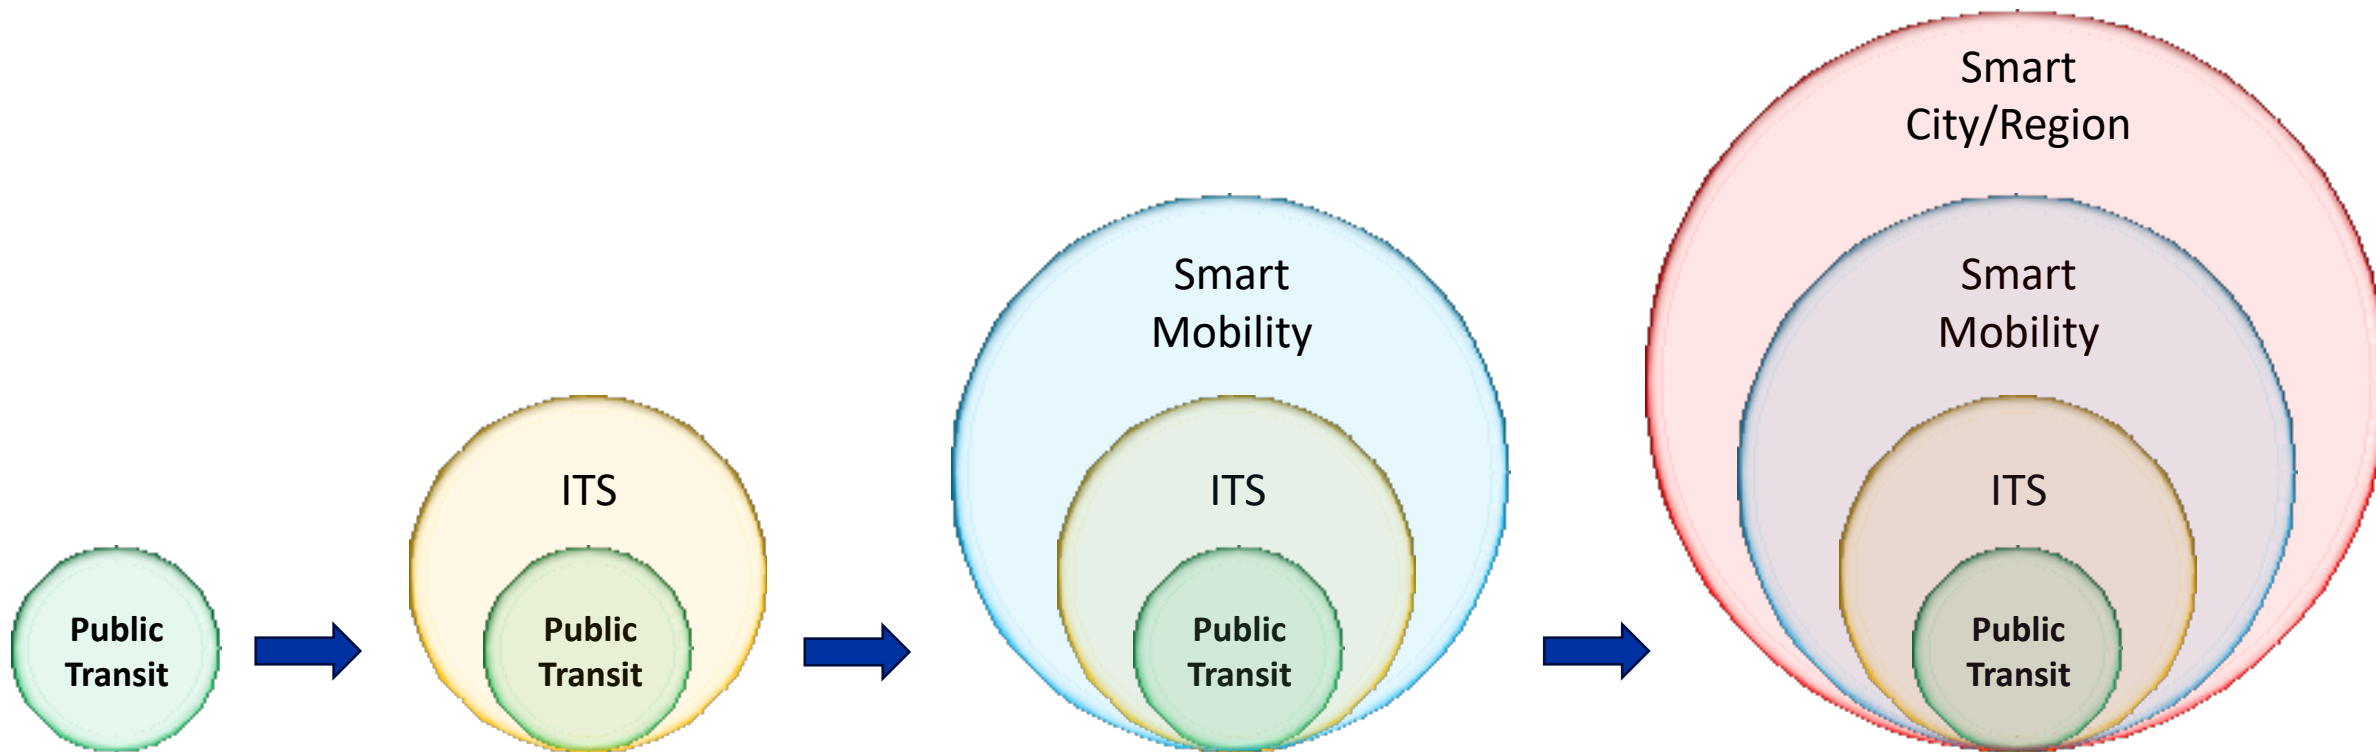 Public
Transit
ITS
Public
Transit
Smart
Mobility
ITS
Public
Transit
Smart
City/Region
Smart
Mobility
ITS
Public
Transit